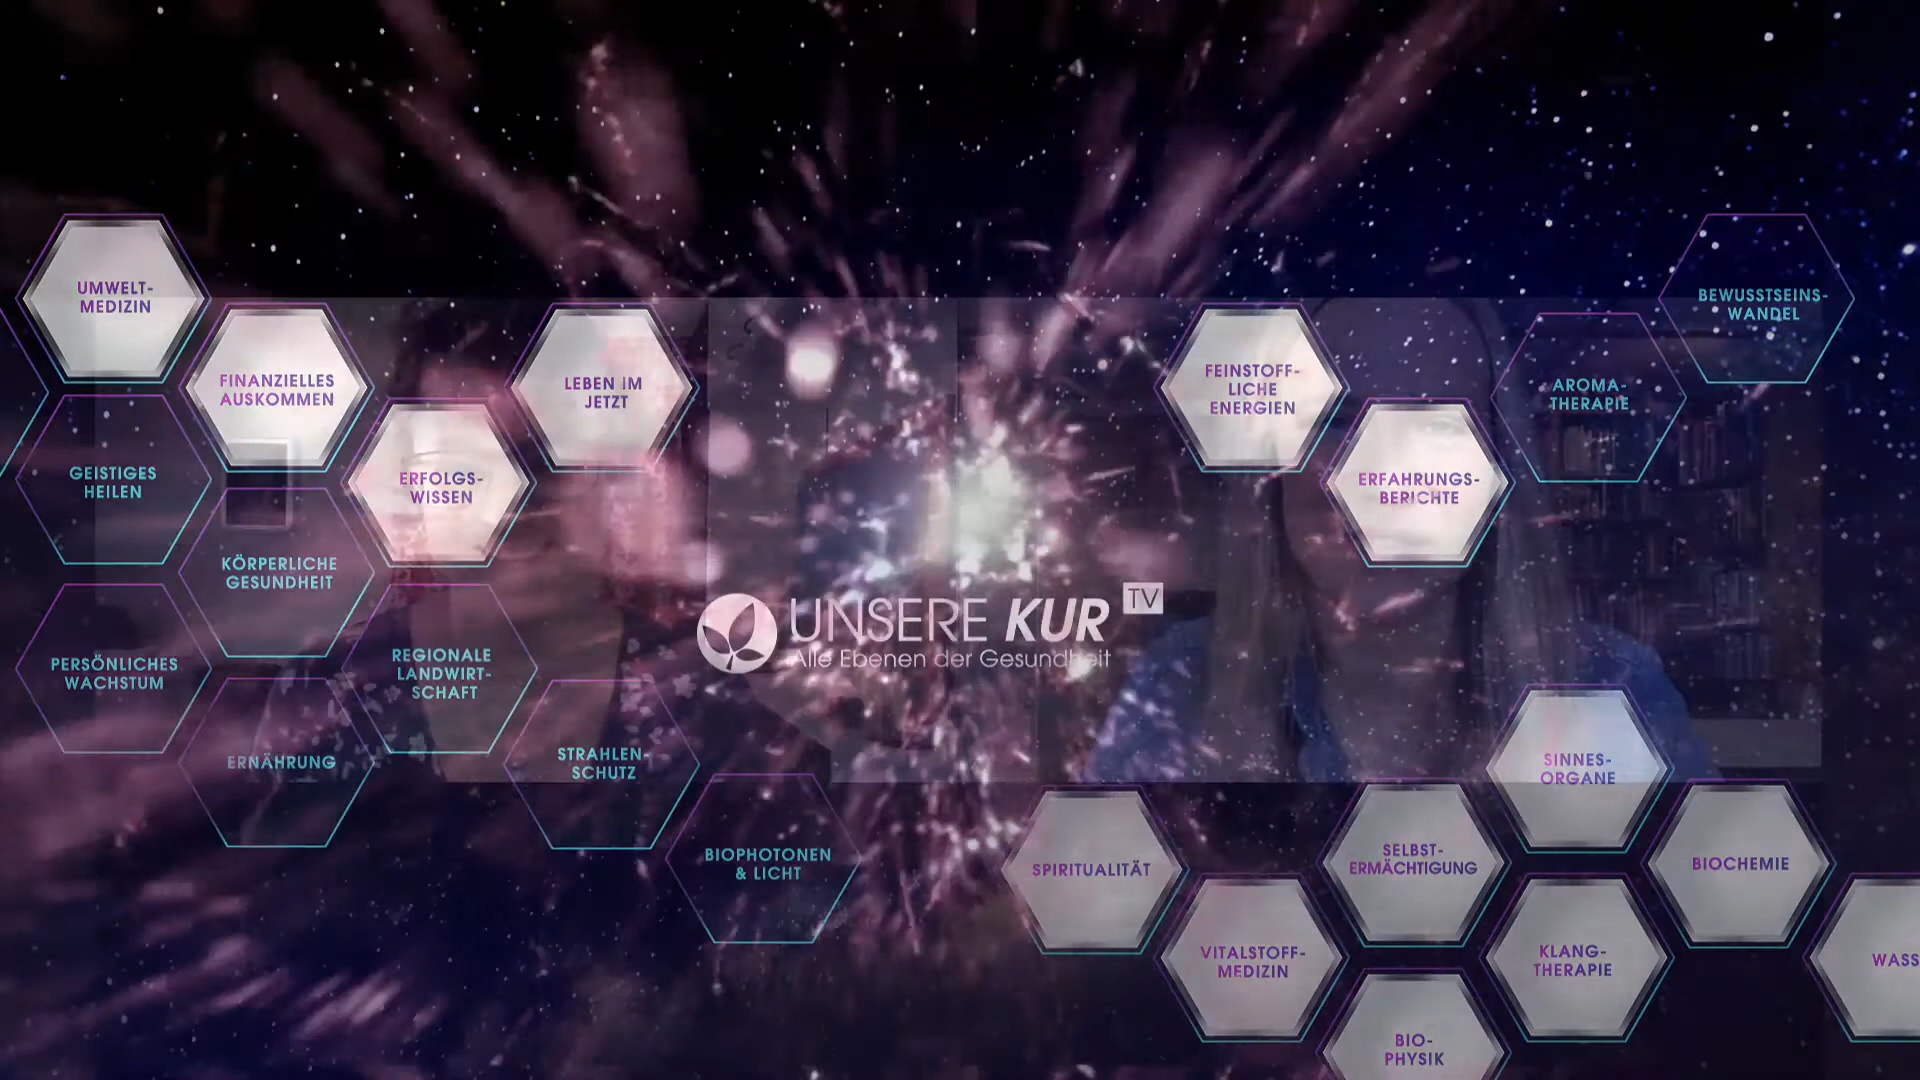 UMWELT-
MEDIZIN
FINANZIELLES
AUSKOMMEN
LEBEN IM
JETZT
GEISTIGES
HEILEN
ERFOLGS-
WISSEN
KÖRPERLICHE
GESUNDHEIT
PERSÖNLICHES
WACHSTUM
REGIONALE
LANDWIRT-
SCHAFT
ERNÄHRUNG
STRAHLEN-
SCHUTZ
BIOPHOTONEN
& LICHT
UNSERE KUR TV
Alle Ebenen der Gesundheit
FEINSTOFF-
LICHE
ENERGIEN
ERFAHRUNGS-
BERICHTE
AROMA-
THERAPIE
BEWUSSTSEINS-
WANDEL
SINNES-
ORGANE
SPIRITUALITÄT
SELBST-
ERMÄCHTIGUNG
BIOCHEMIE
VITALSTOFF-
MEDIZIN
KLANG-
THERAPIE
WASS
BIO-
PHYSIK